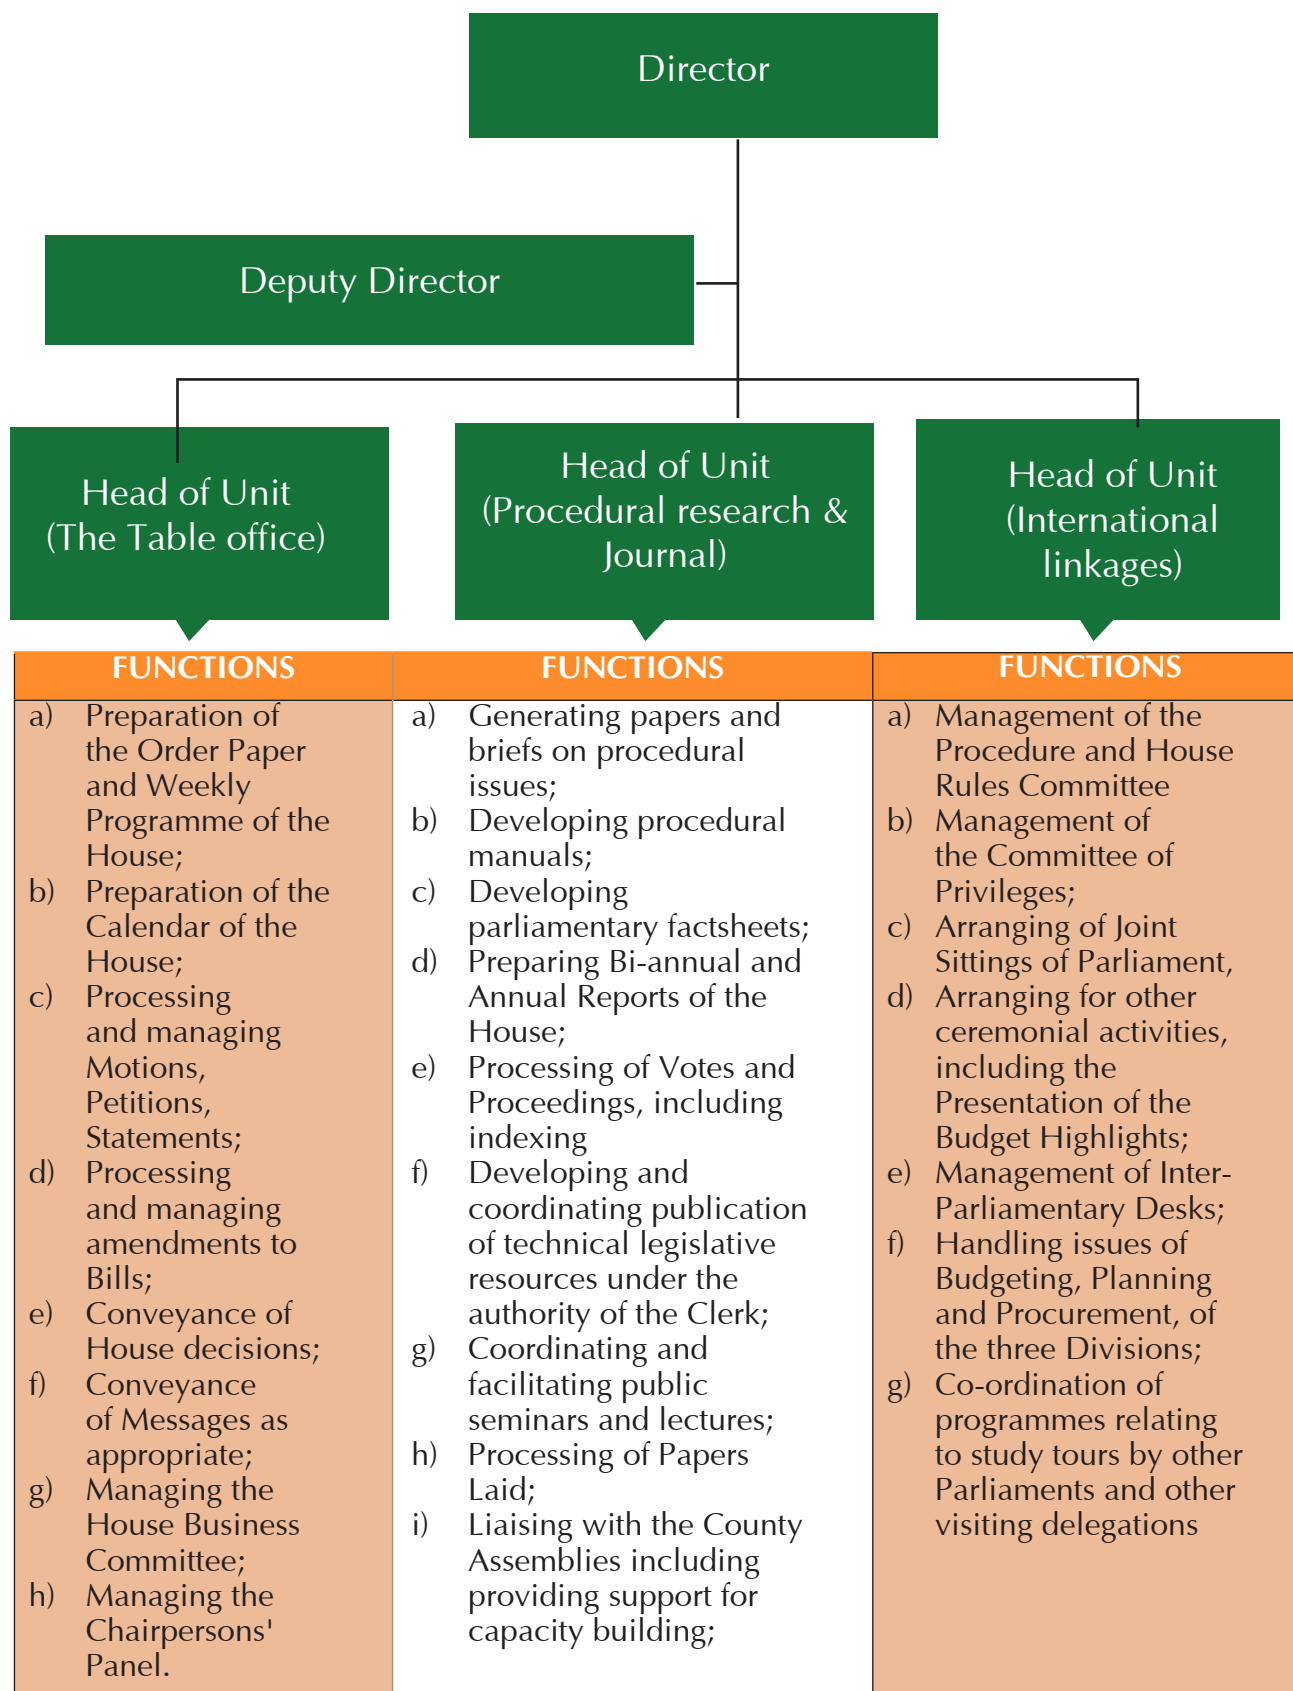 Director
Deputy Director
Head of Unit
(The Table office)
Head of Unit
(Procedural research &
Journal)
Head of Unit
(International
linkages)
FUNCTIONS
a) Preparation of
the Order Paper
and Weekly
Programme of the
House;
b) Preparation of the
Calendar of the
House;
c) Processing
and managing
Motions,
Petitions,
Statements;
d) Processing
and managing
amendments to
Bills;
e) Conveyance of
House decisions;
f) Conveyance
of Messages as
appropriate;
g) Managing the
House Business
Committee;
h) Managing the
Chairpersons'
Panel.
FUNCTIONS
a) Generating papers and
briefs on procedural
issues;
b) Developing procedural
manuals;
c) Developing
parliamentary factsheets;
d) Preparing Bi-annual and
Annual Reports of the
House;
e) Processing of Votes and
Proceedings, including
indexing
f) Developing and
coordinating publication
of technical legislative
resources under the
authority of the Clerk;
g) Coordinating and
facilitating public
seminars and lectures;
h) Processing of Papers
Laid;
i) Liaising with the County
Assemblies including
providing support for
capacity building;
FUNCTIONS
a) Management of the
Procedure and House
Rules Committee
b) Management of
the Committee of
Privileges;
c) Arranging of Joint
Sittings of Parliament,
d) Arranging for other
ceremonial activities,
including the
Presentation of the
Budget Highlights;
e) Management of Inter-
Parliamentary Desks;
f) Handling issues of
Budgeting, Planning
and Procurement, of
the three Divisions;
g) Co-ordination of
programmes relating
to study tours by other
Parliaments and other
visiting delegations